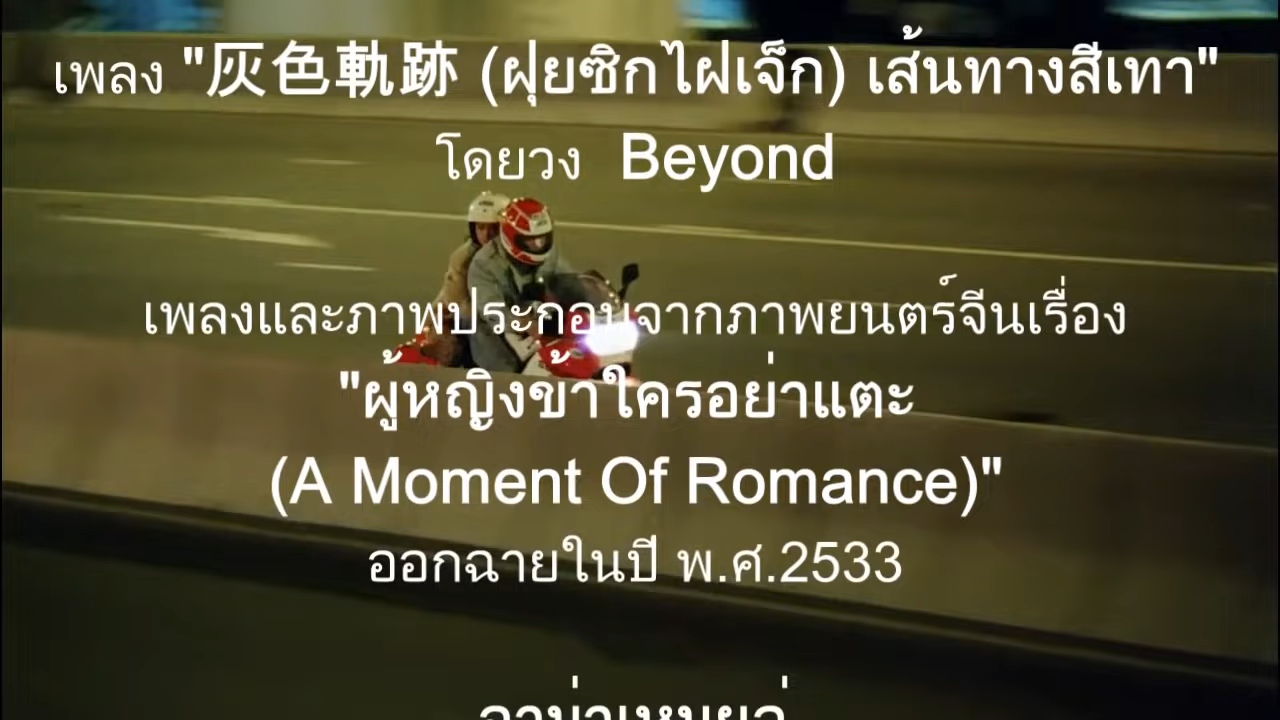 เพลง "灰色軌跡 (ฝุยซิกไฝเจ็ก) เส้นทางสีเทา"
โดยวง Beyond
เพลงและภาพประกอบจากภาพยนตร์จีนเรื่อง
"ผู้หญิงข้าใครอย่าแตะ
(A Moment Of Romance)"
ออกฉายในปี พ.ศ.2533